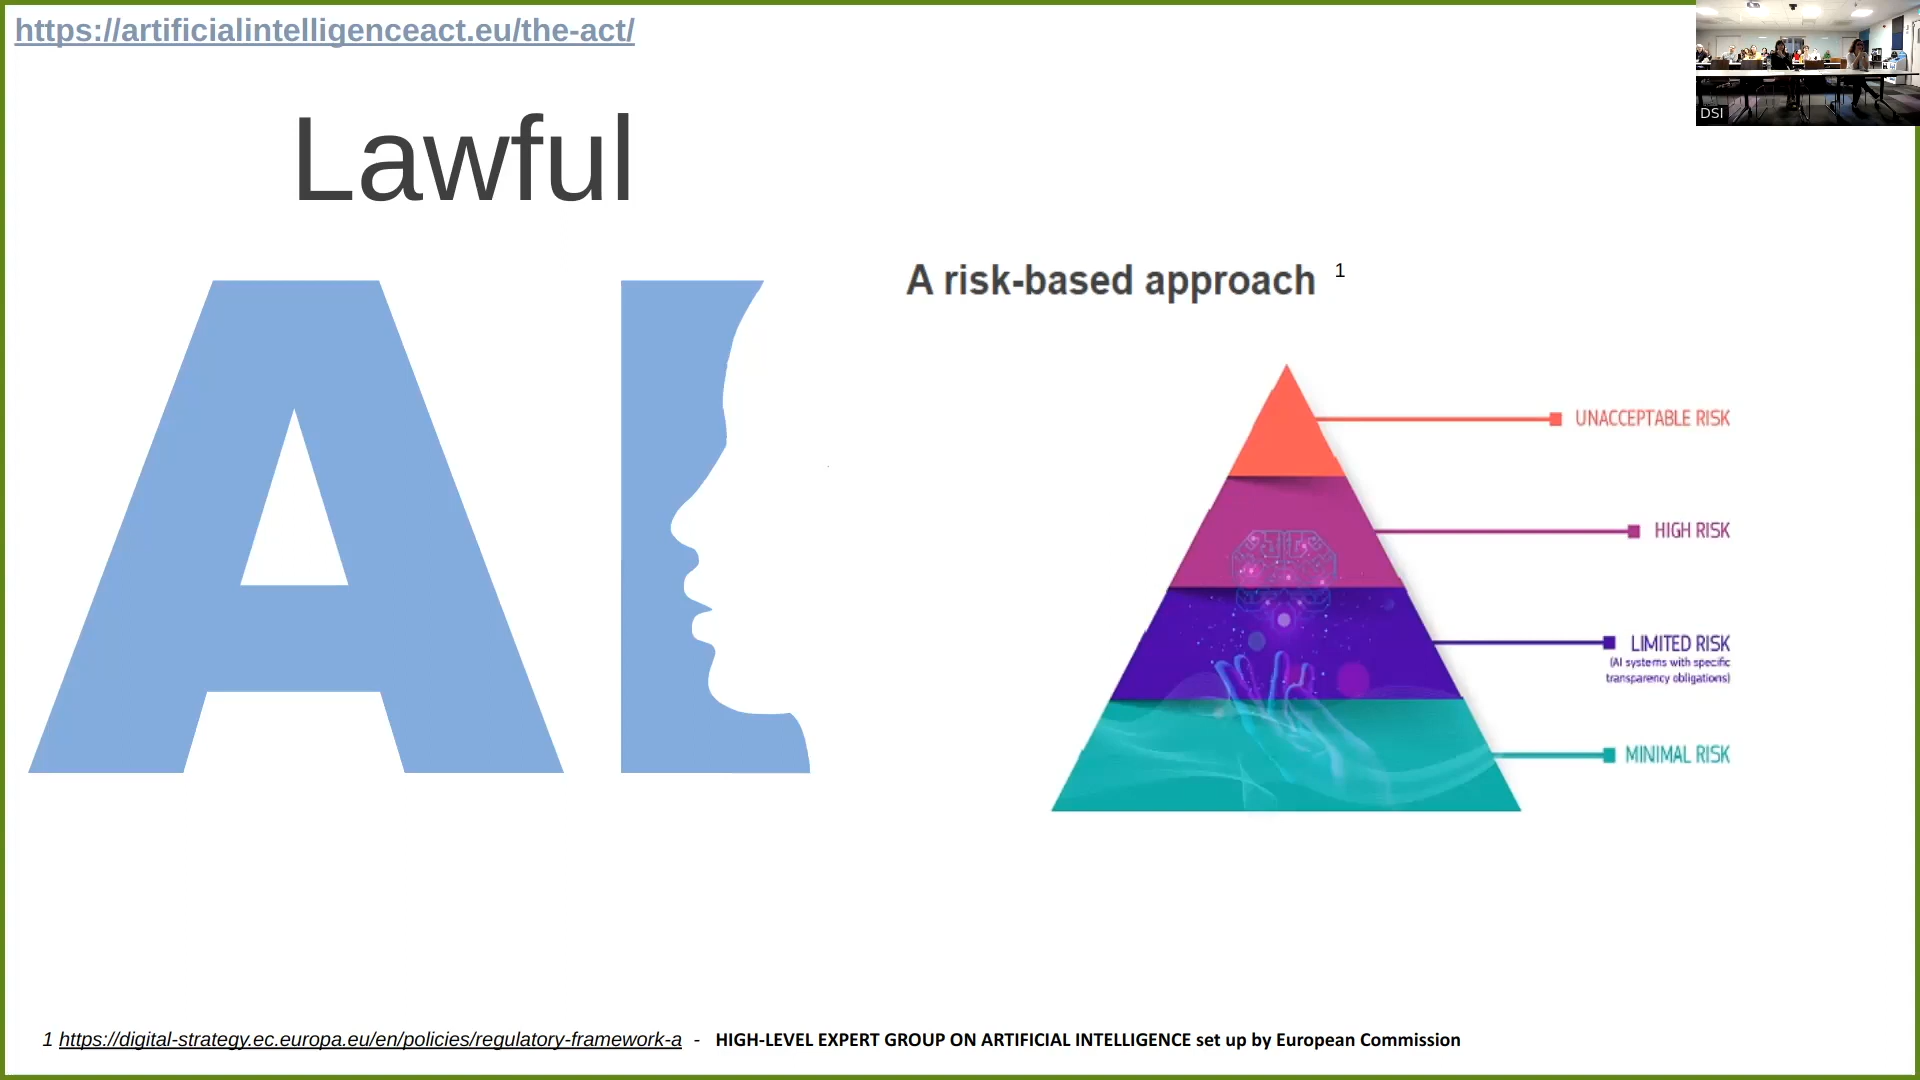 https://artificialintelligenceact.eu/the-act/
DSI
Lawful
AI
A risk-based approach 1
UNACCEPTABLE RISK
HIGH RISK
LIMITED RISK
(AI systems with specific
transparency obligations)
MINIMAL RISK
1 https://digital-strategy.ec.europa.eu/en/policies/regulatory-framework-a - HIGH-LEVEL EXPERT GROUP ON ARTIFICIAL INTELLIGENCE set up by European Commission